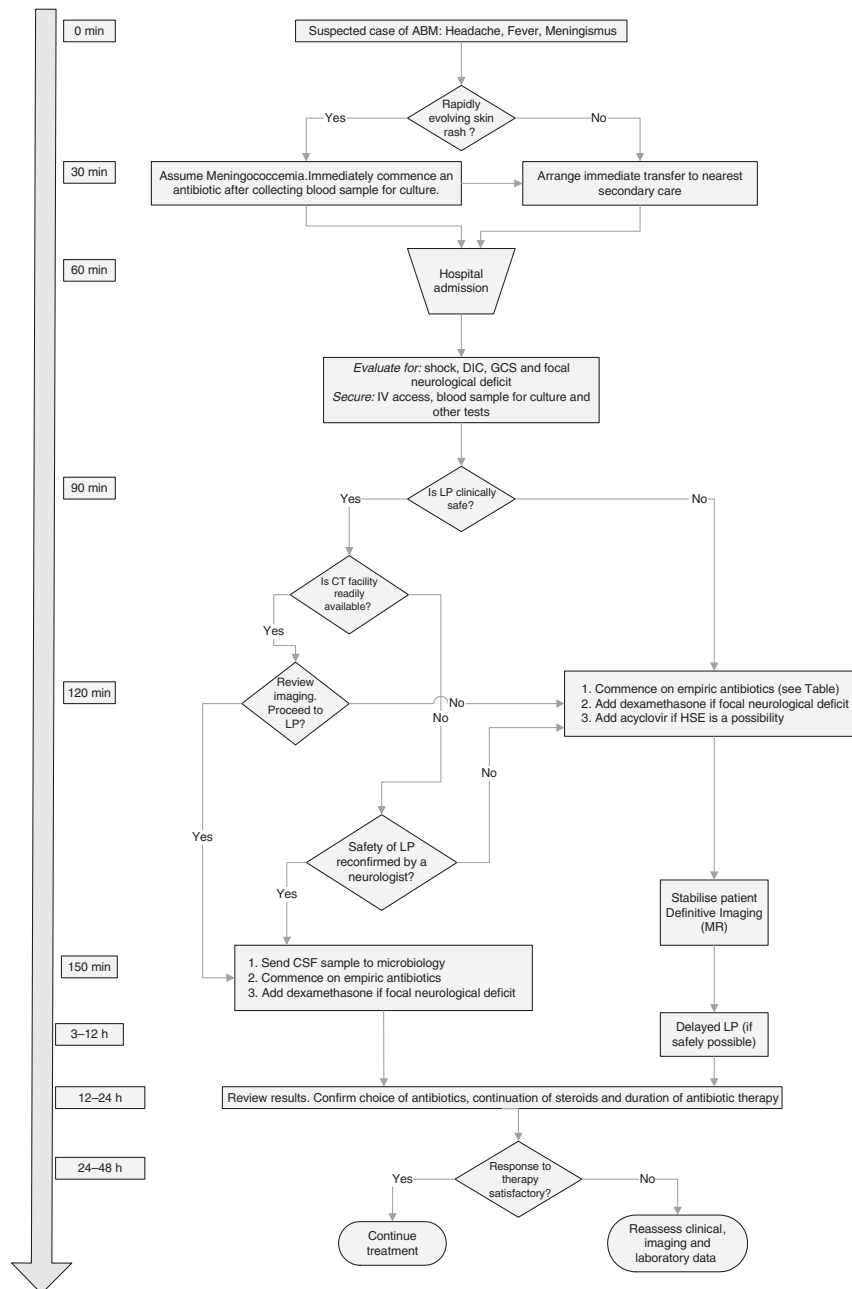 0 min
Suspected case of ABM: Headache, Fever, Meningismus
Rapidly
evolving skin
rash ?
Yes
No
30 min
Assume Meningococcemia.Immediately commence an
antibiotic after collecting blood sample for culture.
Arrange immediate transfer to nearest
secondary care
60 min
Hospital
admission
Evaluate for: shock, DIC, GCS and focal
neurological deficit
Secure: IV access, blood sample for culture and
other tests
90 min
Is LP clinically
safe?
Yes
No
Is CT facility
readily
available?
Yes
No
120 min
Review
imaging.
Proceed to
LP?
No
Yes
1. Commence on empiric antibiotics (see Table)
2. Add dexamethasone if focal neurological deficit
3. Add acyclovir if HSE is a possibility
No
Safety of LP
reconfirmed by a
neurologist?
Yes
Stabilise patient
Definitive Imaging
(MR)
150 min
1. Send CSF sample to microbiology
2. Commence on empiric antibiotics
3. Add dexamethasone if focal neurological deficit
3–12 h
Delayed LP (if
safely possible)
12–24 h
Review results. Confirm choice of antibiotics, continuation of steroids and duration of antibiotic therapy
24–48 h
Response to
therapy
satisfactory?
Yes
No
Continue
treatment
Reassess clinical,
imaging and
laboratory data